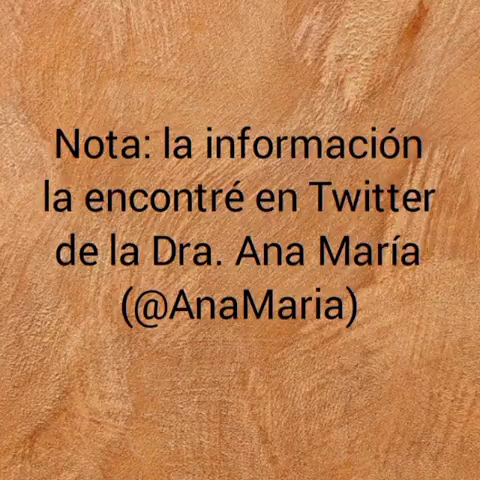 Nota: la información
la encontré en Twitter
de la Dra. Ana María
(@AnaMaria)